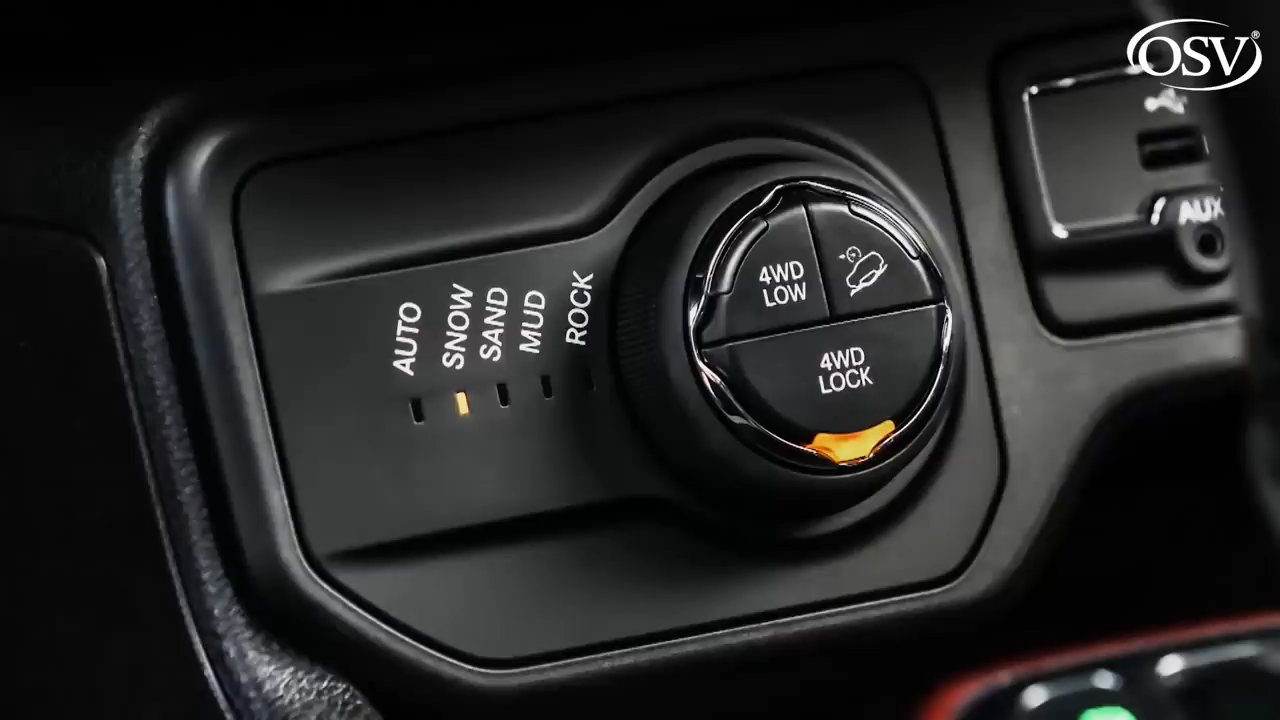 OSV®
AUTO
SNOW
SAND
MUD
ROCK
4WD
LOW
4WD
LOCK
AUX